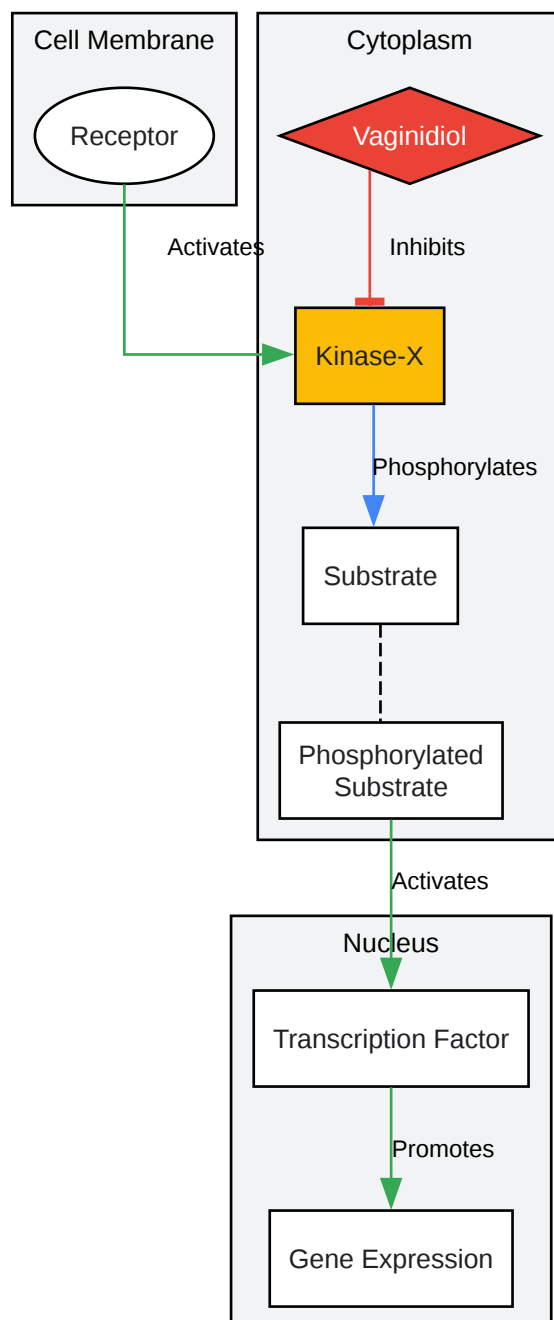 Cell Membrane
Cytoplasm
Receptor
Vaginidiol
Activates
Inhibits
Kinase-X
Phosphorylates
Substrate
Phosphorylated
Substrate
Activates
Nucleus
Transcription Factor
Promotes
Gene Expression